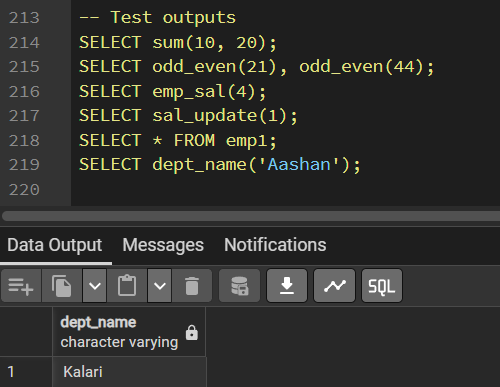 213 -- Test outputs
214 SELECT sum(10, 20);
215 SELECT odd_even(21), odd_even(44);
216 SELECT emp_sal(4);
217 SELECT sal_update(1);
218 SELECT * FROM emp1;
219 SELECT dept_name('Aashan');
220
Data Output Messages Notifications
SQL
dept_name
character varying
1 Kalari